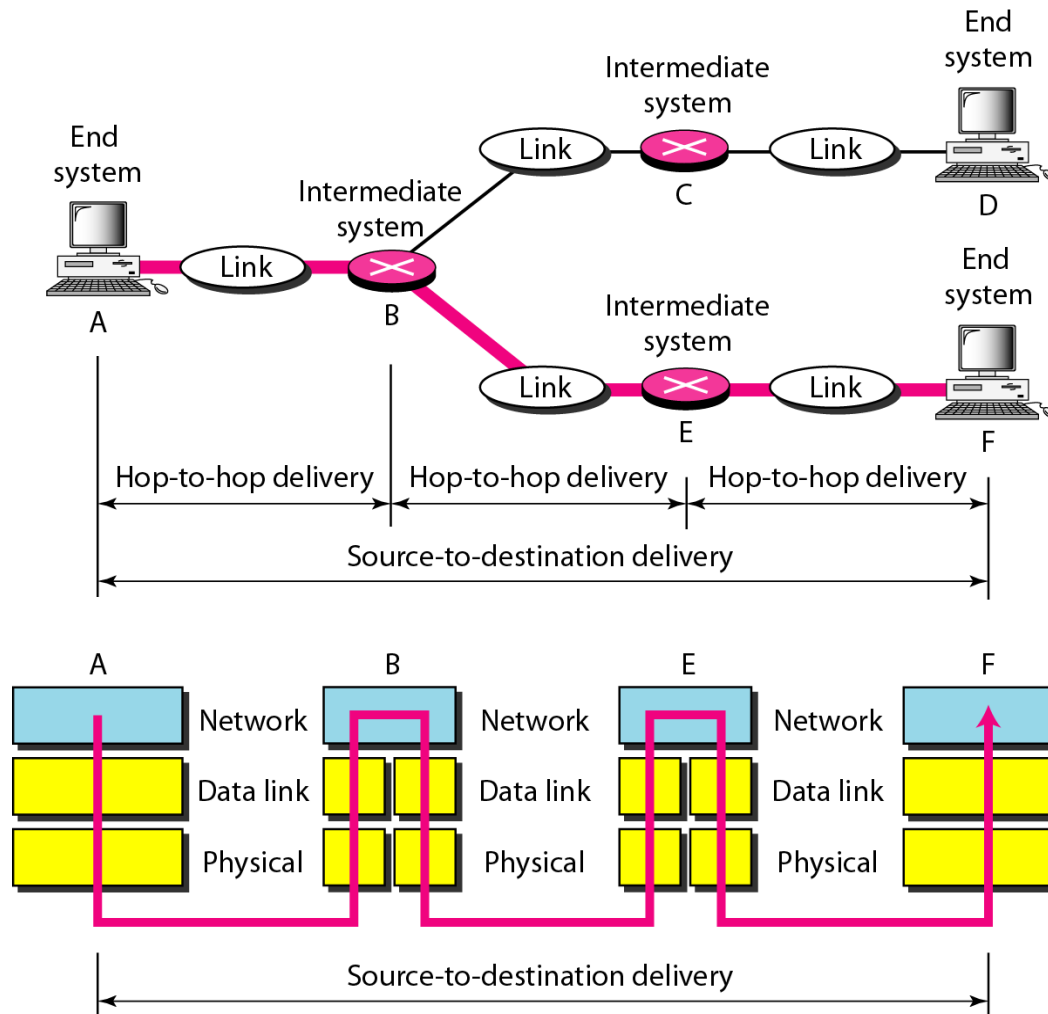 End
system
Intermediate
system
End
system
Link
Link
C
D
Intermediate
system
Link
A
B
Intermediate
system
End
system
Link
Link
E
F
Hop-to-hop delivery
Hop-to-hop delivery
Hop-to-hop delivery
Source-to-destination delivery
A
B
E
F
Network
Network
Network
Data link
Data link
Data link
Physical
Physical
Physical
Source-to-destination delivery